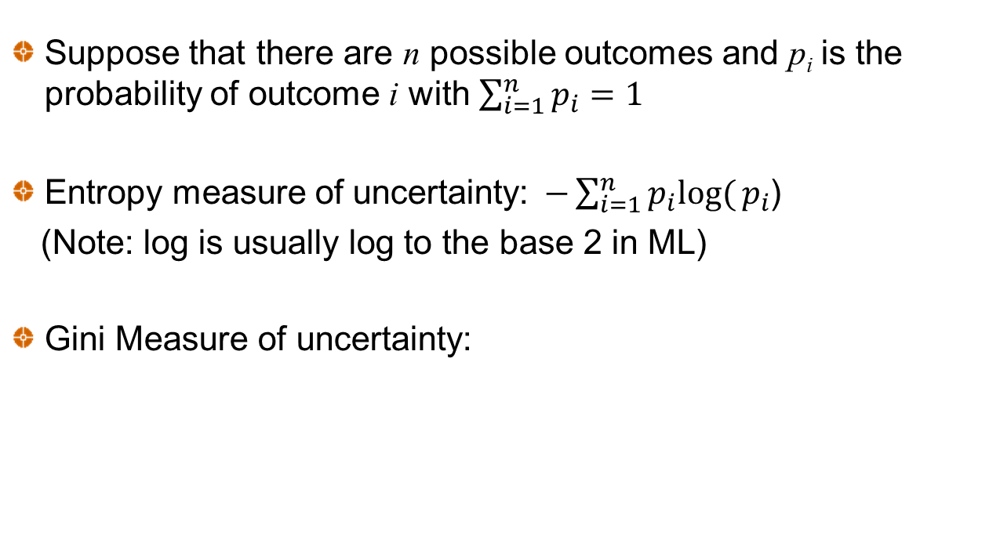 Suppose that there are n possible outcomes and pᵢ is the
probability of outcome i with ∑ⁿᵢ₌₁ pᵢ = 1
Entropy measure of uncertainty: − ∑ⁿᵢ₌₁ pᵢlog( pᵢ)
(Note: log is usually log to the base 2 in ML)
Gini Measure of uncertainty: